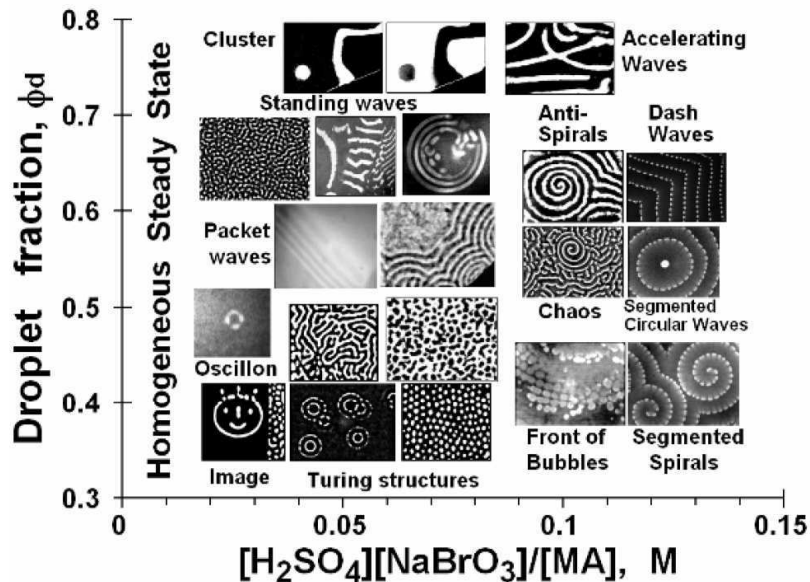 0.8
0.7
0.6
0.5
0.4
0.3
Droplet fraction, ϕd
Homogeneous Steady State
Cluster
Accelerating
Waves
Standing waves
Anti-
Spirals
Dash
Waves
Packet
waves
Chaos
Segmented
Circular Waves
Oscillon
Image
Turing structures
Front of
Bubbles
Segmented
Spirals
0
0.05
0.1
0.15
[H₂SO₄][NaBrO₃]/[MA], M